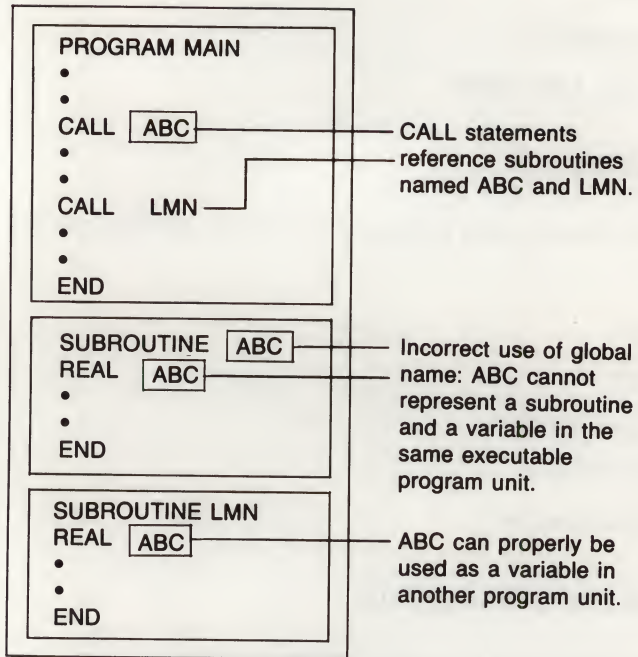 PROGRAM MAIN
•
•
CALL ABC
•
•
CALL LMN
•
•
END
CALL statements
reference subroutines
named ABC and LMN.
SUBROUTINE ABC
REAL ABC
•
•
END
Incorrect use of global
name: ABC cannot
represent a subroutine
and a variable in the
same executable
program unit.
SUBROUTINE LMN
REAL ABC
•
•
END
ABC can properly be
used as a variable in
another program unit.